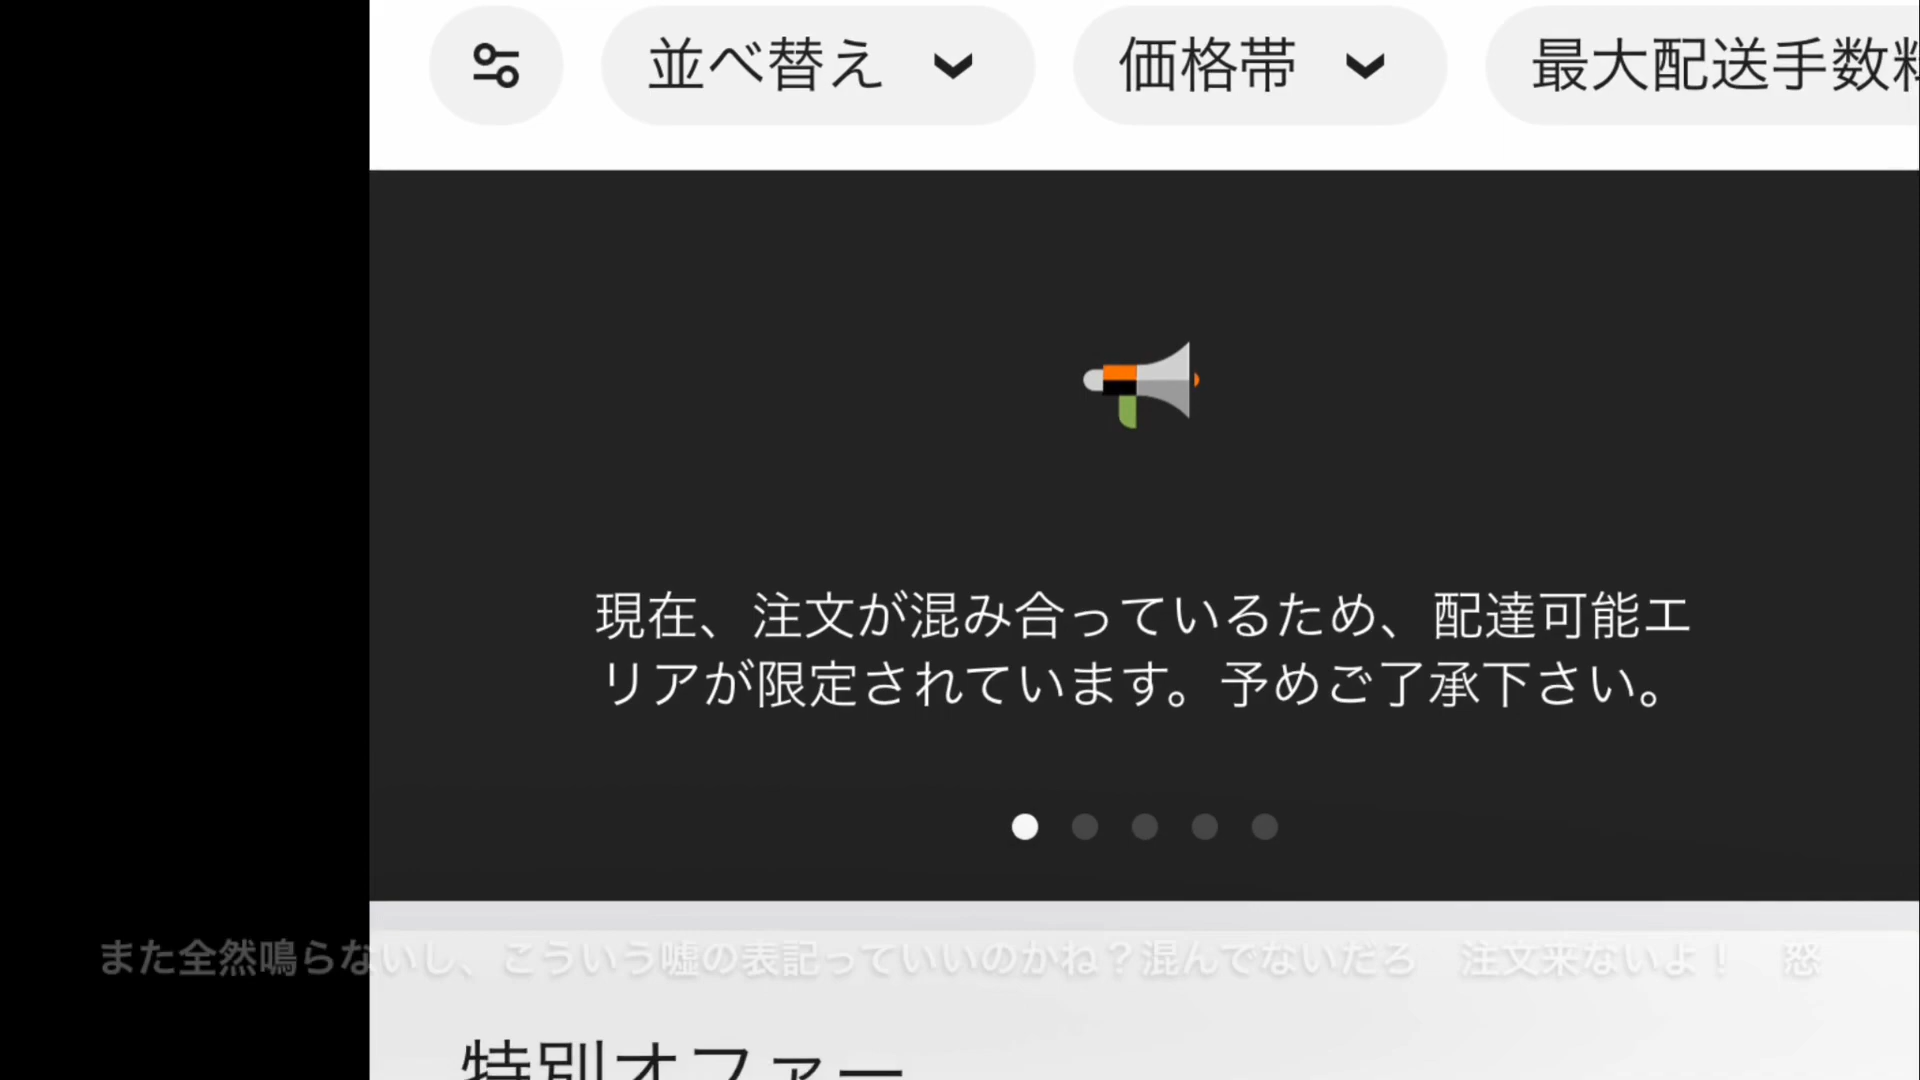 並べ替え
価格帯
最大配送手数料
現在、注文が混み合っているため、配達可能エ
リアが限定されています。予めご了承下さい。
また全然鳴らないし、こういう嘘の表記っていいのかね？混んでないだろ　注文来ないよ！　怒
特別オファー